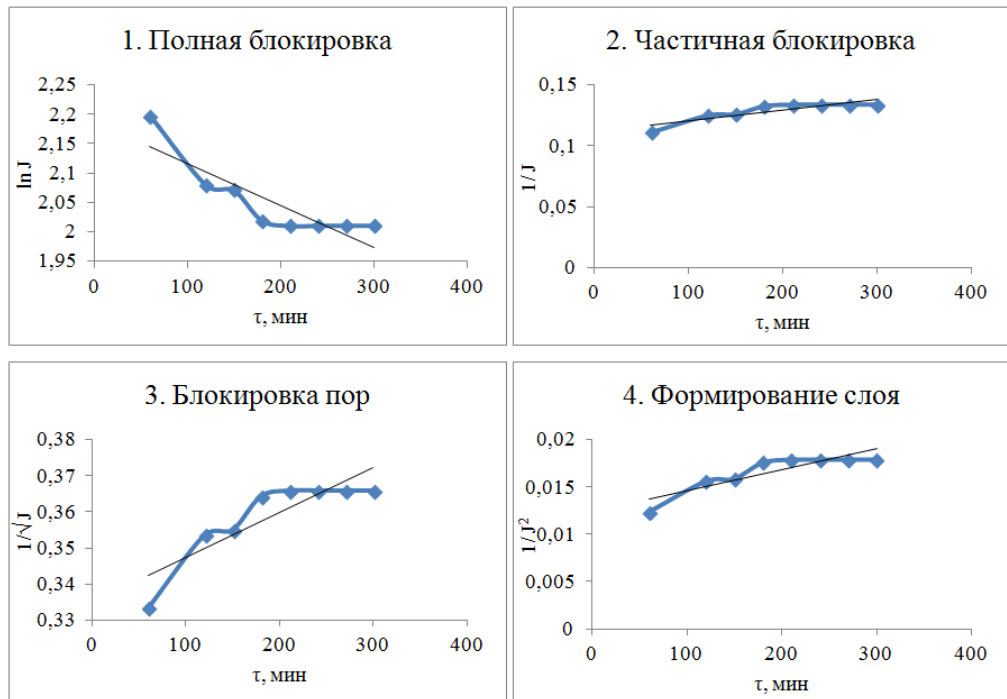 1. Полная блокировка
2,25
2,2
2,15
2,1
2,05
2
1,95
ln J
0 100 200 300 400
τ, мин
2. Частичная блокировка
0,15
0,1
0,05
0
1/ J
0 100 200 300 400
τ, мин
3. Блокировка пор
0,38
0,37
0,36
0,35
0,34
0,33
1/√J
0 100 200 300 400
τ, мин
4. Формирование слоя
0,02
0,015
0,01
0,005
0
1/J²
0 100 200 300 400
τ, мин